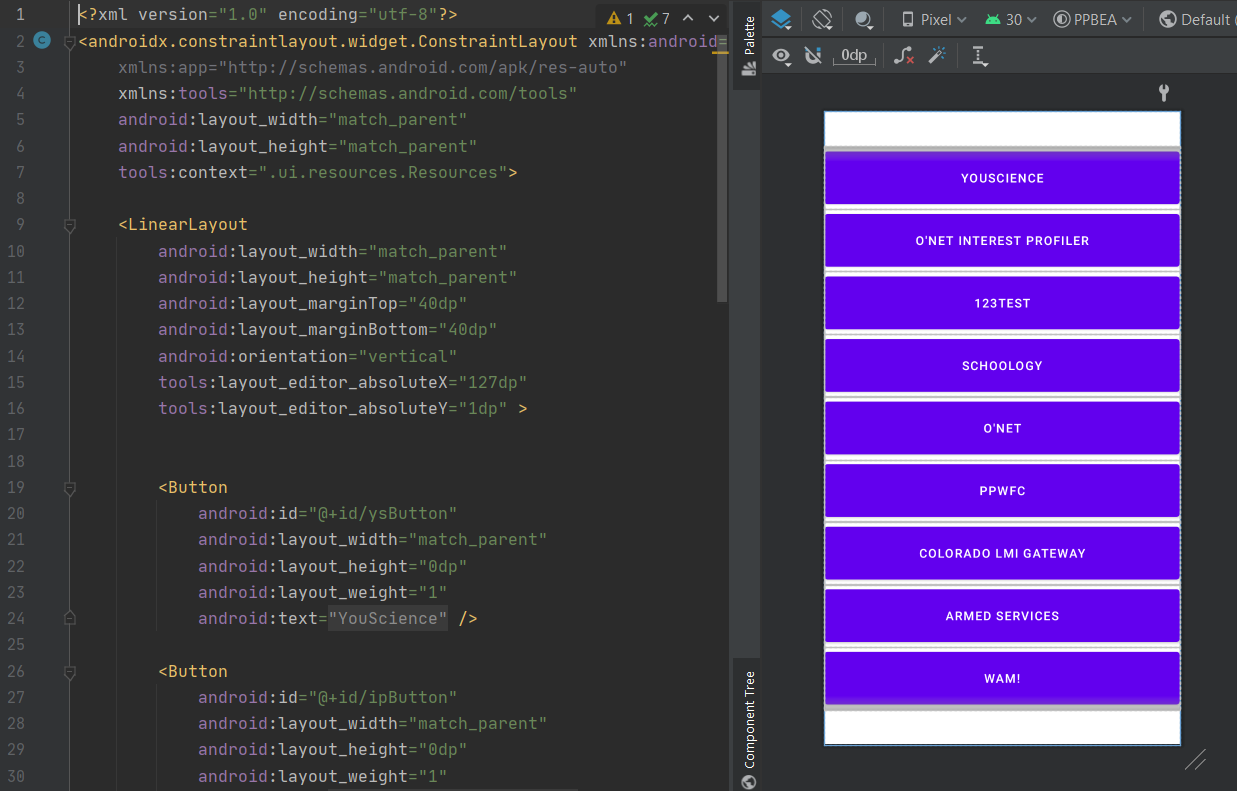 1 <?xml version="1.0" encoding="utf-8"?>
1 7
2 <androidx.constraintlayout.widget.ConstraintLayout xmlns:android=
3 xmlns:app="http://schemas.android.com/apk/res-auto"
4 xmlns:tools="http://schemas.android.com/tools"
5 android:layout_width="match_parent"
6 android:layout_height="match_parent"
7 tools:context=".ui.resources.Resources">
8
9 <LinearLayout
10 android:layout_width="match_parent"
11 android:layout_height="match_parent"
12 android:layout_marginTop="40dp"
13 android:layout_marginBottom="40dp"
14 android:orientation="vertical"
15 tools:layout_editor_absoluteX="127dp"
16 tools:layout_editor_absoluteY="1dp" >
17
18
19 <Button
20 android:id="@+id/ysButton"
21 android:layout_width="match_parent"
22 android:layout_height="0dp"
23 android:layout_weight="1"
24 android:text="YouScience" />
25
26 <Button
27 android:id="@+id/ipButton"
28 android:layout_width="match_parent"
29 android:layout_height="0dp"
30 android:layout_weight="1"
C
Palette
Component Tree
Pixel 30 PPBEA Default
0dp
YOUSCIENCE
O'NET INTEREST PROFILER
123TEST
SCHOOLOGY
O'NET
PPWFC
COLORADO LMI GATEWAY
ARMED SERVICES
WAM!